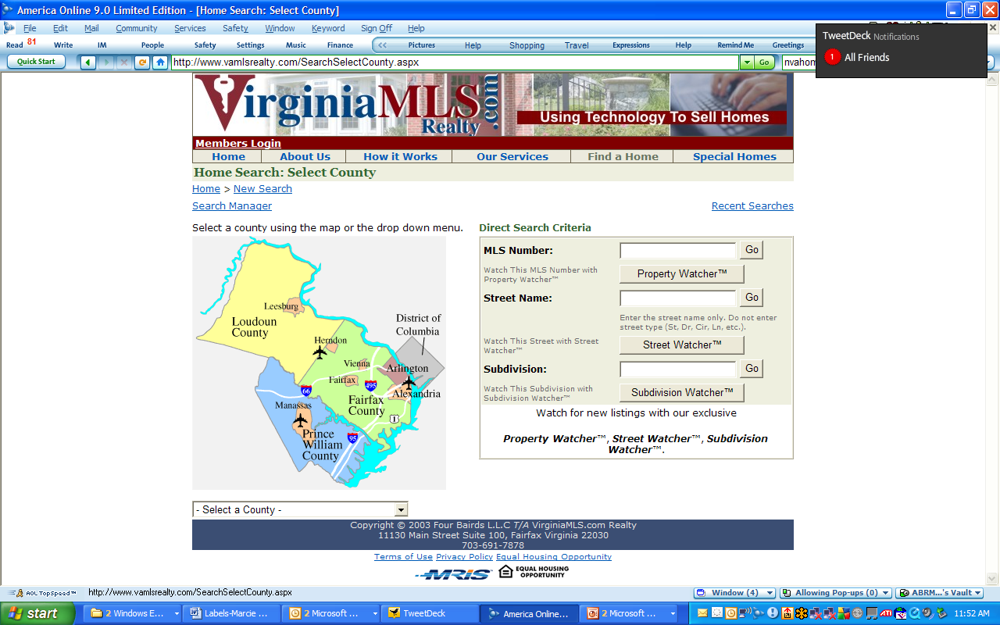 America Online 9.0 Limited Edition - [Home Search: Select County]
File Edit Mail Community Services Safety Window Keyword Sign Off Help
Read 81 Write IM People Safety Settings Music Finance << Pictures Help Shopping Travel Expressions Help Remind Me Greetings
TweetDeck Notifications
1 All Friends
Quick Start http://www.vamlsrealty.com/SearchSelectCounty.aspx Go nvahom
VirginiaMLS.com
Realty
Using Technology To Sell Homes
Members Login
Home About Us How it Works Our Services Find a Home Special Homes
Home Search: Select County
Home > New Search
Search Manager Recent Searches
Select a county using the map or the drop down menu.
Leesburg
Loudoun
County
District of
Columbia
Herndon
Vienna
Arlington
Fairfax
495
66
Alexandria
Fairfax
County
Manassas
1
Prince
William
County
95
- Select a County -
Direct Search Criteria
MLS Number: Go
Watch This MLS Number with
Property Watcher™
Property Watcher™
Street Name: Go
Enter the street name only. Do not enter
street type (St, Dr, Cir, Ln, etc.).
Watch This Street with Street
Watcher™
Street Watcher™
Subdivision: Go
Watch This Subdivision with
Subdivision Watcher™
Subdivision Watcher™
Watch for new listings with our exclusive
Property Watcher™, Street Watcher™, Subdivision
Watcher™.
Copyright © 2003 Four Bairds L.L.C T/A VirginiaMLS.com Realty
11130 Main Street Suite 100, Fairfax Virginia 22030
703-691-7878
Terms of Use Privacy Policy Equal Housing Opportunity
MRIS EQUAL HOUSING
OPPORTUNITY
AOL TopSpeed™ http://www.vamlsrealty.com/SearchSelectCounty.aspx Window (4) Allowing Pop-ups (0) ABRM...'s Vault
start 2 Windows E... Labels-Marcie ... 2 Microsoft ... TweetDeck America Online... 2 Microsoft ... ATI 11:52 AM